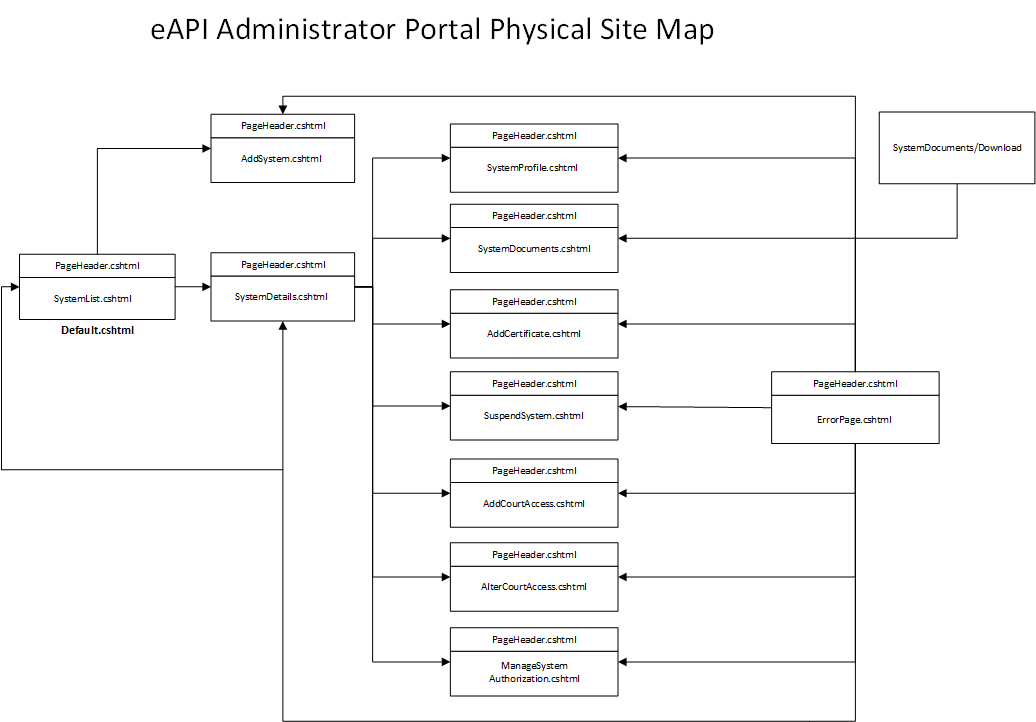 eAPI Administrator Portal Physical Site Map
PageHeader.cshtml
AddSystem.cshtml
PageHeader.cshtml
SystemList.cshtml
Default.cshtml
PageHeader.cshtml
SystemDetails.cshtml
PageHeader.cshtml
SystemProfile.cshtml
PageHeader.cshtml
SystemDocuments.cshtml
PageHeader.cshtml
AddCertificate.cshtml
PageHeader.cshtml
SuspendSystem.cshtml
PageHeader.cshtml
AddCourtAccess.cshtml
PageHeader.cshtml
AlterCourtAccess.cshtml
PageHeader.cshtml
ManageSystem
Authorization.cshtml
SystemDocuments/Download
PageHeader.cshtml
ErrorPage.cshtml